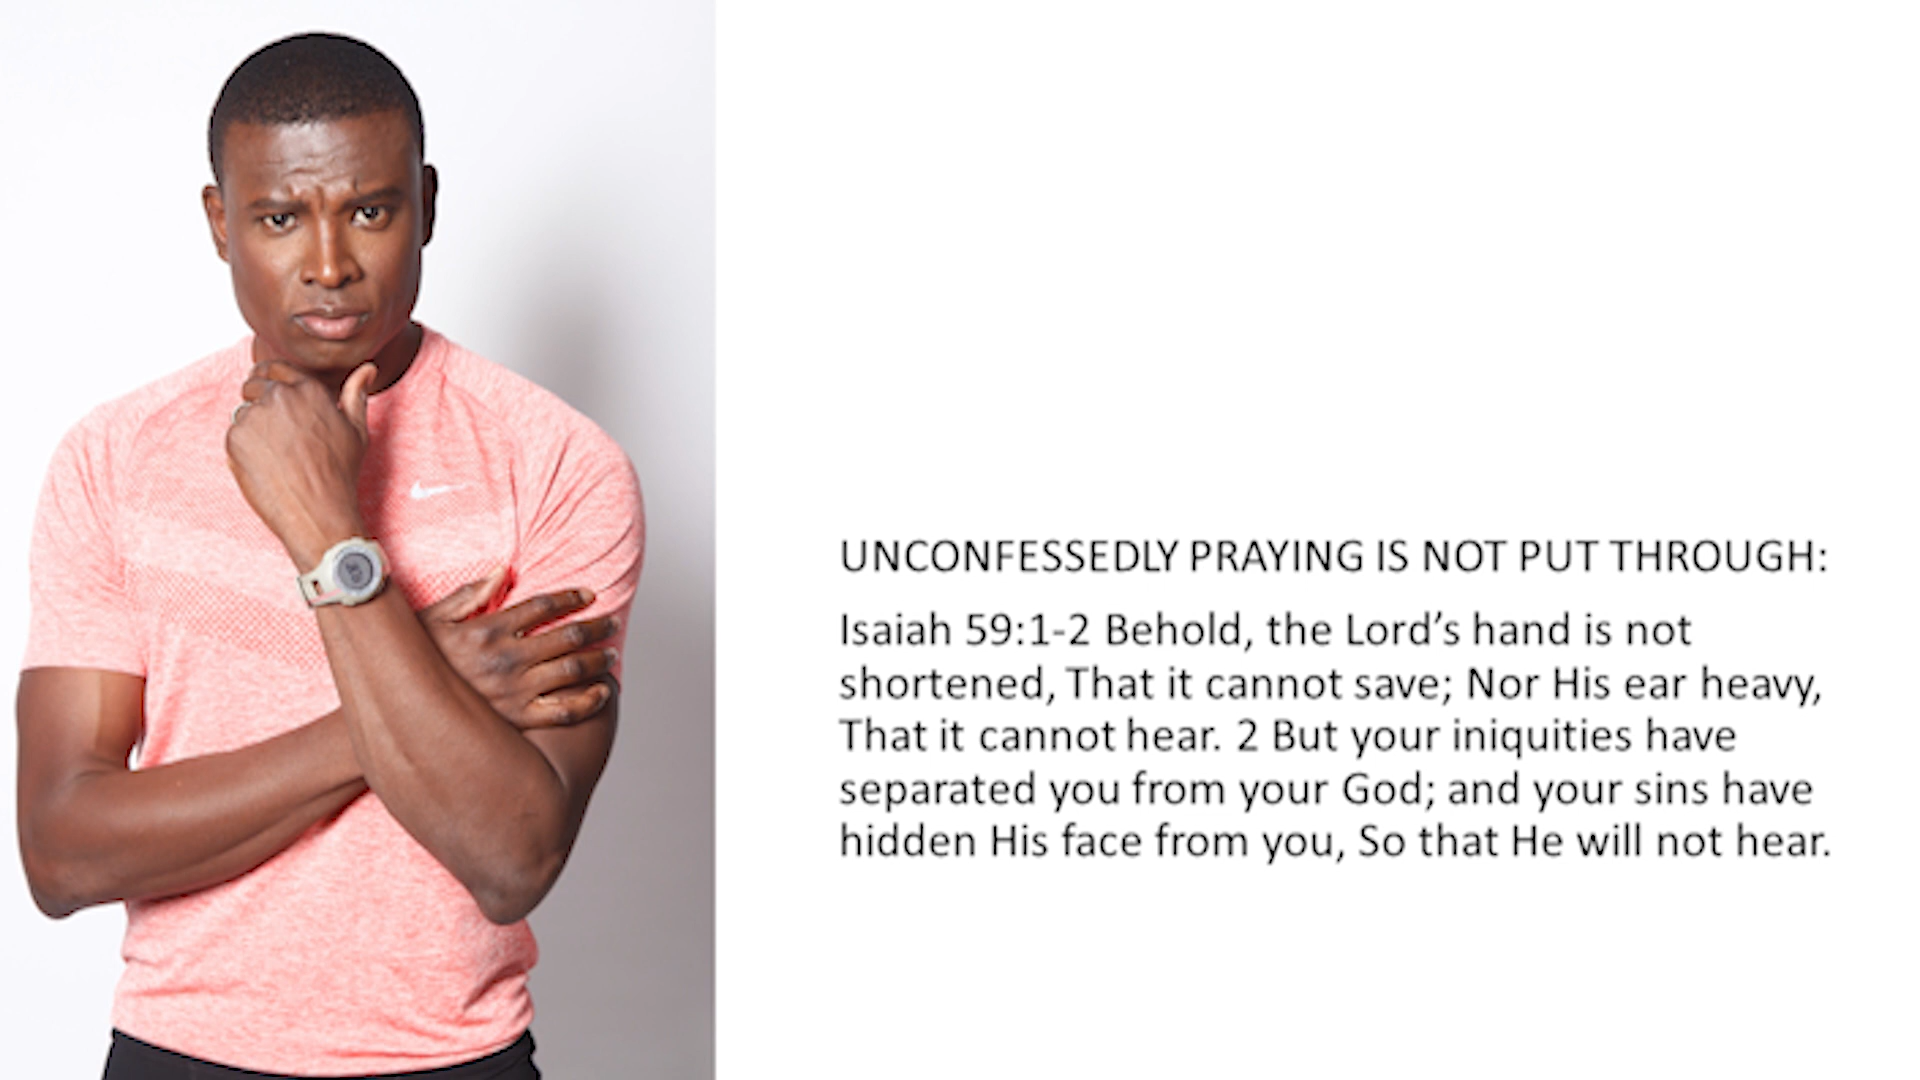 UNCONFESSEDLY PRAYING IS NOT PUT THROUGH:
Isaiah 59:1-2 Behold, the Lord’s hand is not
shortened, That it cannot save; Nor His ear heavy,
That it cannot hear. 2 But your iniquities have
separated you from your God; and your sins have
hidden His face from you, So that He will not hear.